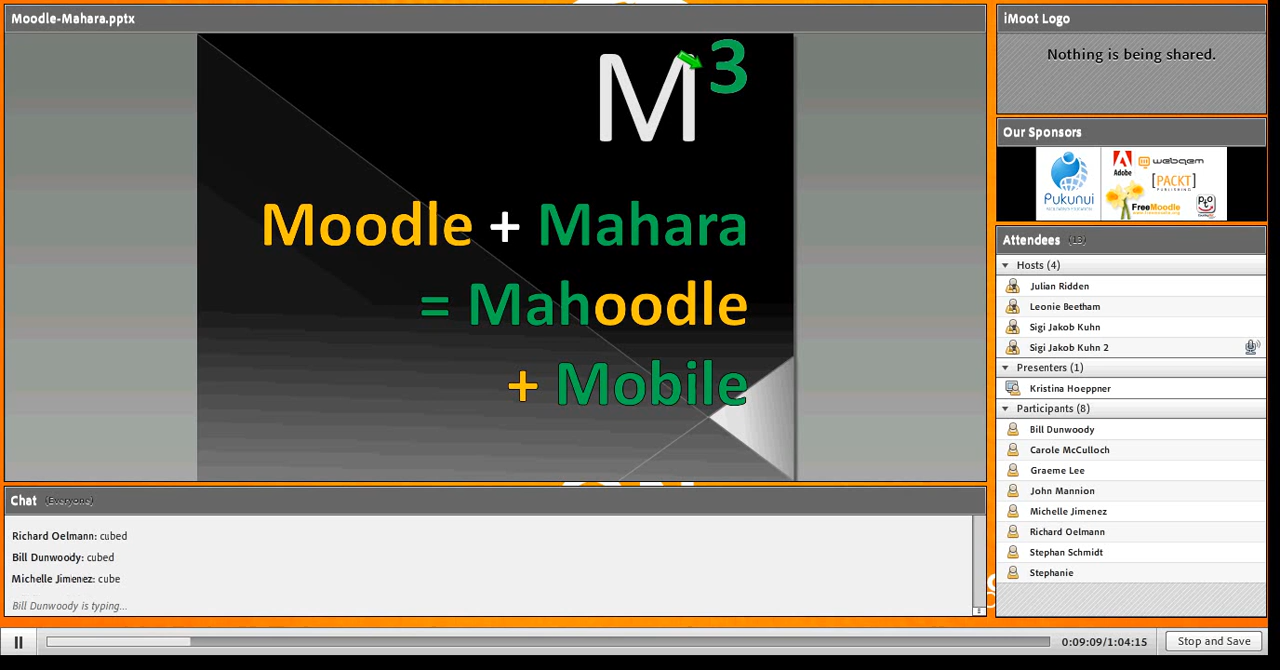 Moodle-Mahara.pptx
M3
Moodle + Mahara
= Mahoodle
+ Mobile
Chat (Everyone)
Richard Oelmann: cubed
Bill Dunwoody: cubed
Michelle Jimenez: cube
Bill Dunwoody is typing...
0:09:09/1:04:15
Stop and Save
iMoot Logo
Nothing is being shared.
Our Sponsors
Pukunui
Adobe
webqem
[PACKT]
PUBLISHING
FreeMoodle
Attendees (13)
Hosts (4)
Julian Ridden
Leonie Beetham
Sigi Jakob Kuhn
Sigi Jakob Kuhn 2
Presenters (1)
Kristina Hoeppner
Participants (8)
Bill Dunwoody
Carole McCulloch
Graeme Lee
John Mannion
Michelle Jimenez
Richard Oelmann
Stephan Schmidt
Stephanie